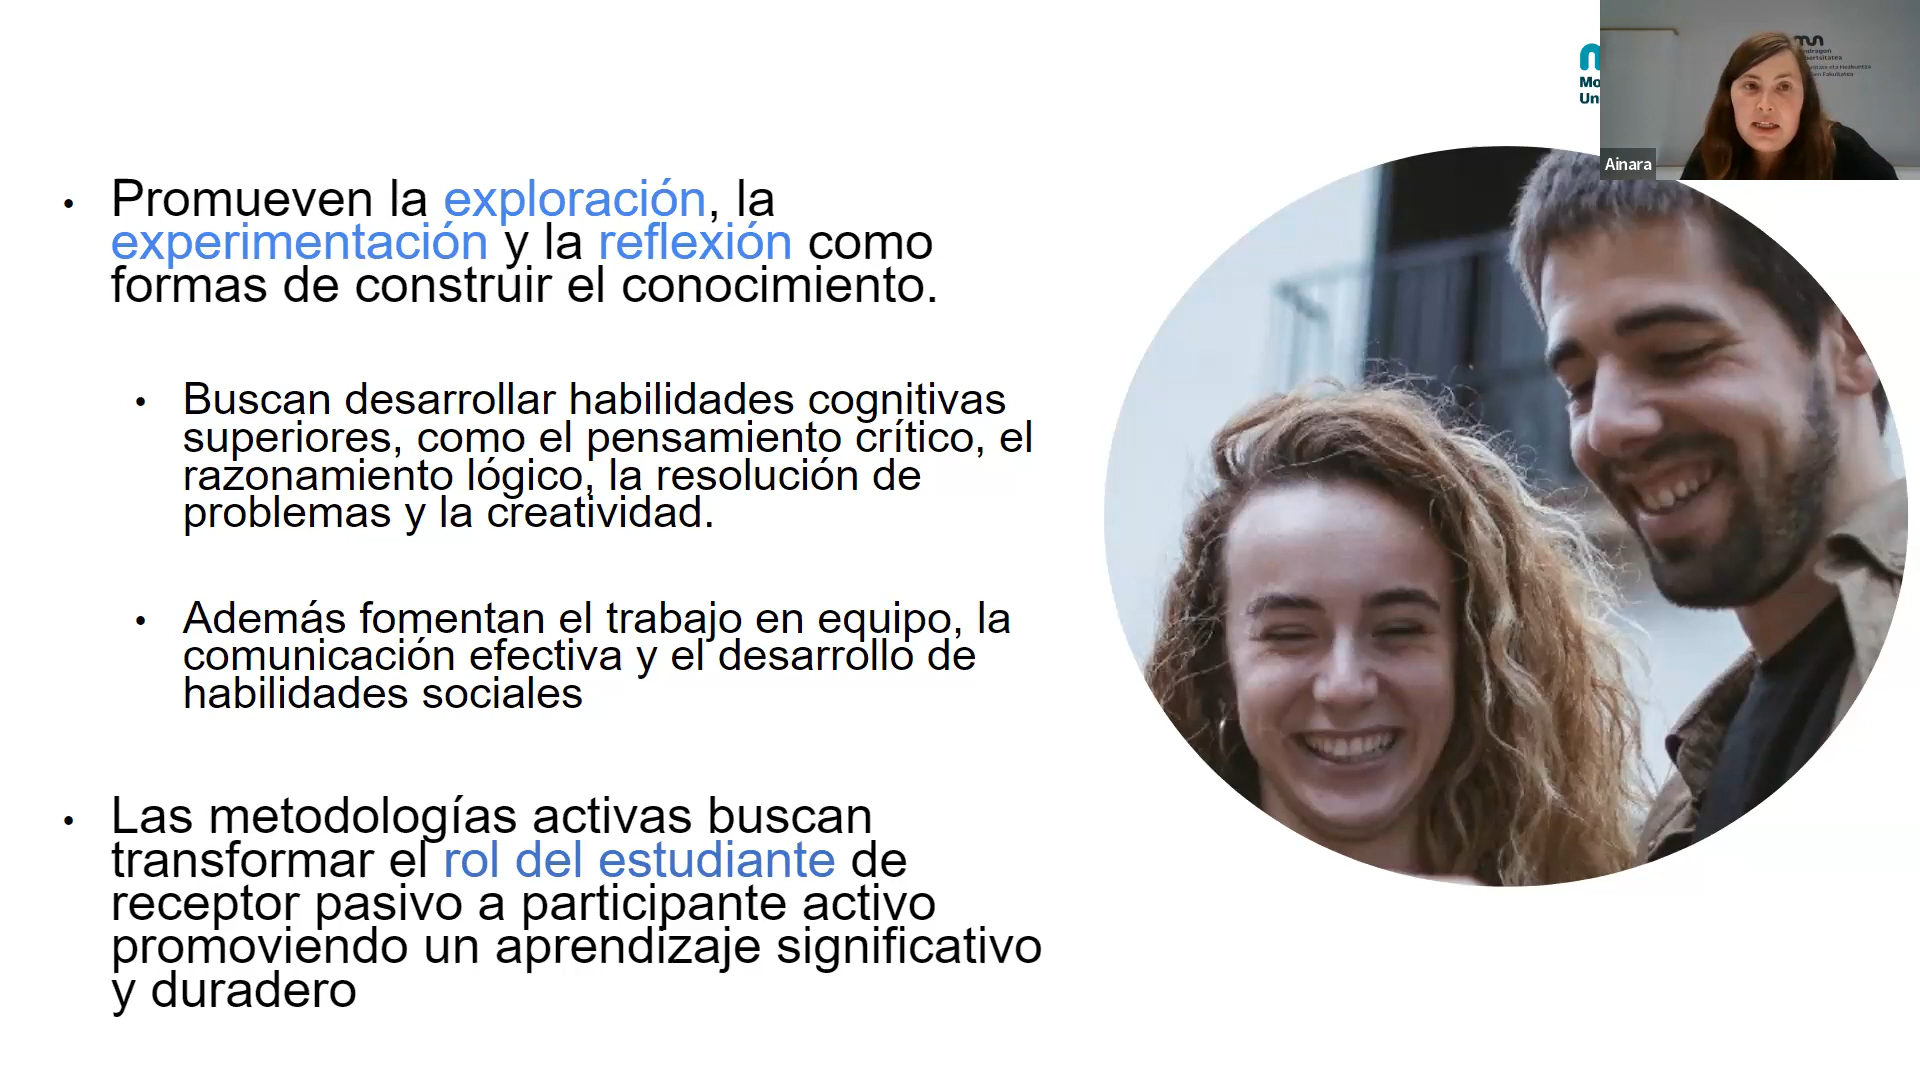 Promueven la exploración, la
experimentación y la reflexión como
formas de construir el conocimiento.
Buscan desarrollar habilidades cognitivas
superiores, como el pensamiento crítico, el
razonamiento lógico, la resolución de
problemas y la creatividad.
Además fomentan el trabajo en equipo, la
comunicación efectiva y el desarrollo de
habilidades sociales
Las metodologías activas buscan
transformar el rol del estudiante de
receptor pasivo a participante activo
promoviendo un aprendizaje significativo
y duradero
Mo
Un
Ainara